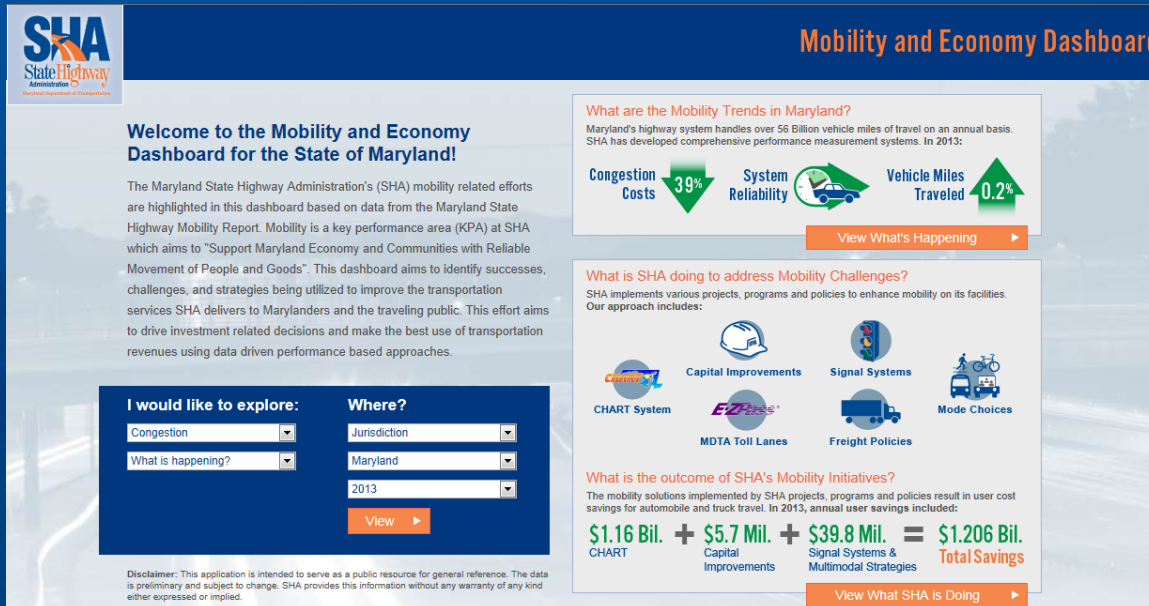 SHA
State Highway
Administration
Maryland Department of Transportation
Mobility and Economy Dashboard
Welcome to the Mobility and Economy
Dashboard for the State of Maryland!
The Maryland State Highway Administration's (SHA) mobility related efforts
are highlighted in this dashboard based on data from the Maryland State
Highway Mobility Report. Mobility is a key performance area (KPA) at SHA
which aims to "Support Maryland Economy and Communities with Reliable
Movement of People and Goods". This dashboard aims to identify successes,
challenges, and strategies being utilized to improve the transportation
services SHA delivers to Marylanders and the traveling public. This effort aims
to drive investment related decisions and make the best use of transportation
revenues using data driven performance based approaches.
I would like to explore:
Congestion
What is happening?
Where?
Jurisdiction
Maryland
2013
View
Disclaimer: This application is intended to serve as a public resource for general reference. The data
is preliminary and subject to change. SHA provides this information without any warranty of any kind
either expressed or implied.
What are the Mobility Trends in Maryland?
Maryland's highway system handles over 56 Billion vehicle miles of travel on an annual basis.
SHA has developed comprehensive performance measurement systems. In 2013:
Congestion
Costs
39%
System
Reliability
Vehicle Miles
Traveled
0.2%
View What's Happening
What is SHA doing to address Mobility Challenges?
SHA implements various projects, programs and policies to enhance mobility on its facilities.
Our approach includes:
CHART
CHART System
Capital Improvements
E-ZPass
MDTA Toll Lanes
Signal Systems
Freight Policies
Mode Choices
What is the outcome of SHA's Mobility Initiatives?
The mobility solutions implemented by SHA projects, programs and policies result in user cost
savings for automobile and truck travel. In 2013, annual user savings included:
$1.16 Bil. + $5.7 Mil. + $39.8 Mil. = $1.206 Bil.
CHART
Capital
Improvements
Signal Systems &
Multimodal Strategies
Total Savings
View What SHA is Doing